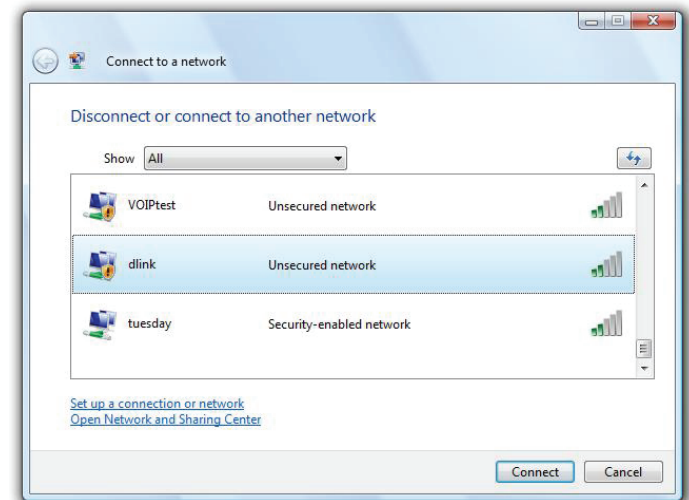 Connect to a network
Disconnect or connect to another network
Show All
VOIPtest Unsecured network
dlink Unsecured network
tuesday Security-enabled network
Set up a connection or network
Open Network and Sharing Center
Connect Cancel